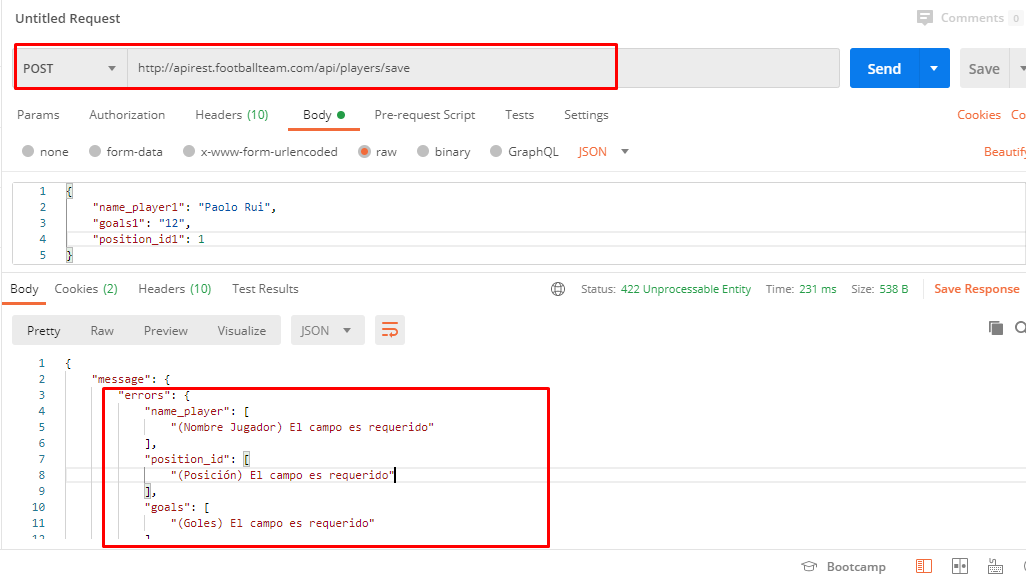 Untitled Request
Comments 0
POST http://apirest.footballteam.com/api/players/save Send Save
Params Authorization Headers (10) Body Pre-request Script Tests Settings Cookies Co
none form-data x-www-form-urlencoded raw binary GraphQL JSON Beautify
1 {
2 "name_player1": "Paolo Rui",
3 "goals1": "12",
4 "position_id1": 1
5 }
Body Cookies (2) Headers (10) Test Results Status: 422 Unprocessable Entity Time: 231 ms Size: 538 B Save Response
Pretty Raw Preview Visualize JSON
1 {
2 "message": {
3 "errors": {
4 "name_player": [
5 "(Nombre Jugador) El campo es requerido"
6 ],
7 "position_id": [
8 "(Posición) El campo es requerido"
9 ],
10 "goals": [
11 "(Goles) El campo es requerido"
12 ]
Bootcamp